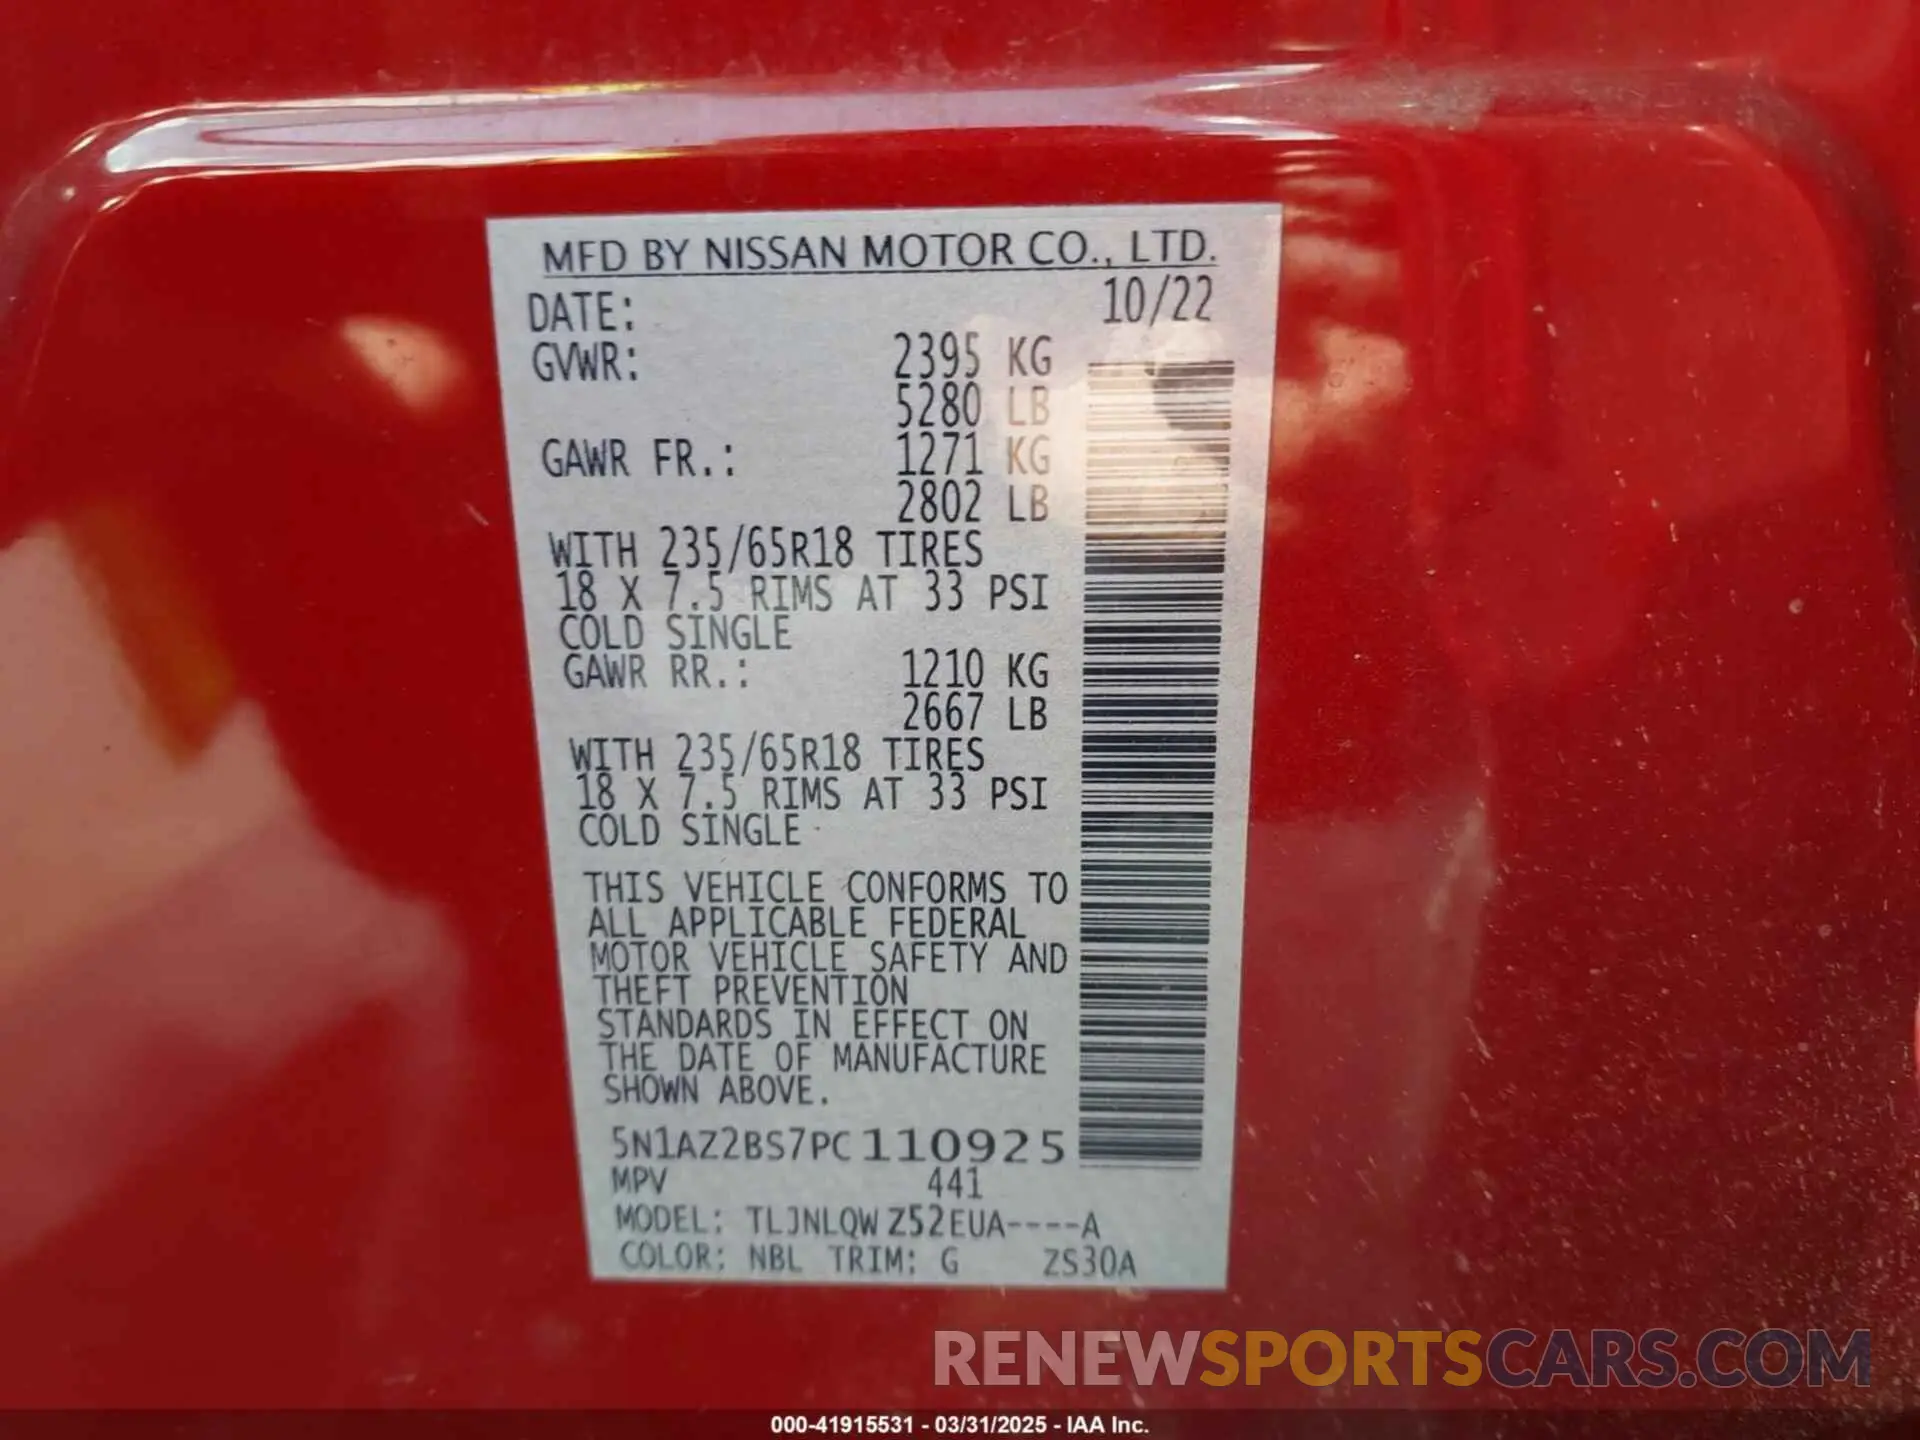 MFD BY NISSAN MOTOR CO., LTD.
DATE: 10/22
GVWR: 2395 KG
5280 LB
GAWR FR.: 1271 KG
2802 LB
WITH 235/65R18 TIRES
18 X 7.5 RIMS AT 33 PSI
COLD SINGLE
GAWR RR.: 1210 KG
2667 LB
WITH 235/65R18 TIRES
18 X 7.5 RIMS AT 33 PSI
COLD SINGLE
THIS VEHICLE CONFORMS TO
ALL APPLICABLE FEDERAL
MOTOR VEHICLE SAFETY AND
THEFT PREVENTION
STANDARDS IN EFFECT ON
THE DATE OF MANUFACTURE
SHOWN ABOVE.
5N1AZ2BS7PC110925
MPV 441
MODEL: TLJNLQWZ52EUA----A
COLOR: NBL TRIM: G ZS30A
RENEWSPORTSCARS.COM
000-41915531 - 03/31/2025 - IAA Inc.